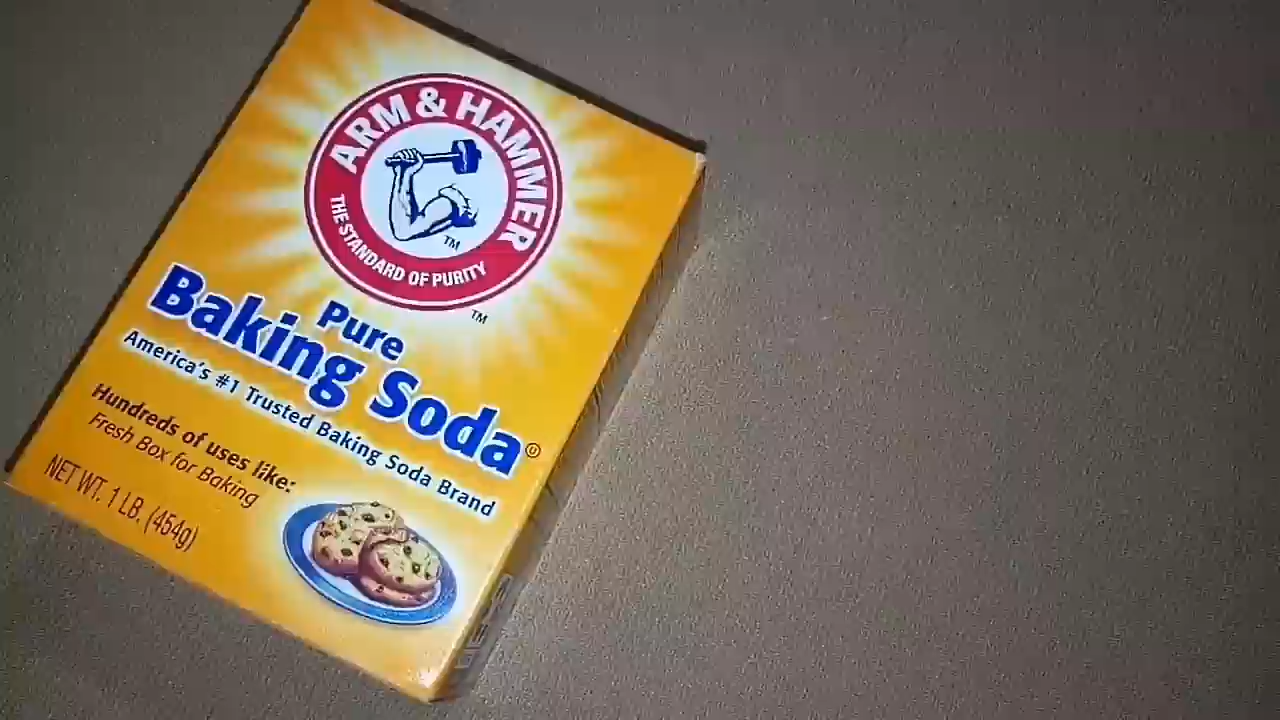 ARM & HAMMER
THE STANDARD OF PURITY
TM
TM
Pure
Baking Soda
America's #1 Trusted Baking Soda Brand
Hundreds of uses like:
Fresh Box for Baking
NET WT. 1 LB. (454g)